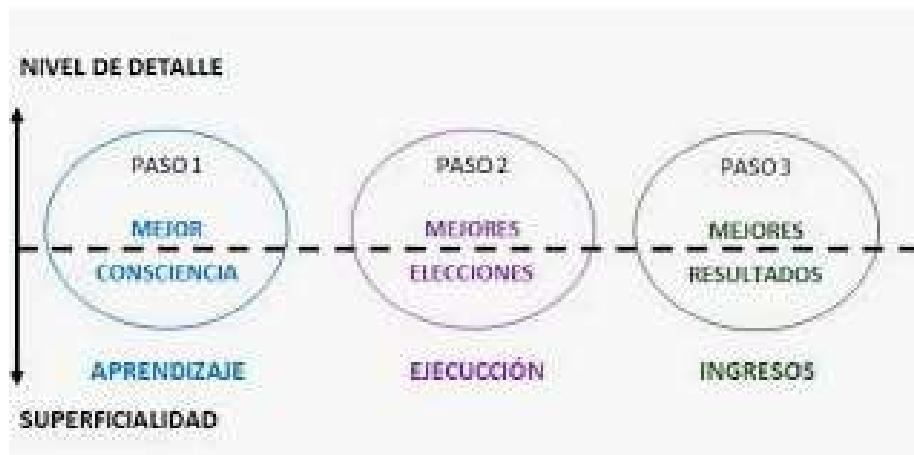 NIVEL DE DETALLE
PASO 1
MEJOR
CONSCIENCIA
APRENDIZAJE
PASO 2
MEJORES
ELECCIONES
EJECUCCIÓN
PASO 3
MEJORES
RESULTADOS
INGRESOS
SUPERFICIALIDAD